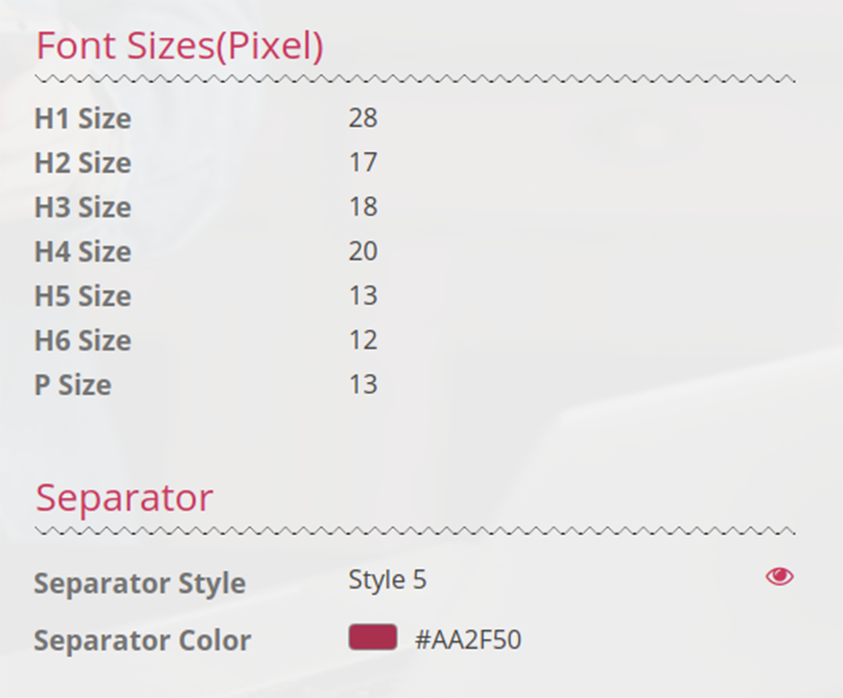 Font Sizes(Pixel)
H1 Size 28
H2 Size 17
H3 Size 18
H4 Size 20
H5 Size 13
H6 Size 12
P Size 13
Separator
Separator Style Style 5
Separator Color #AA2F50